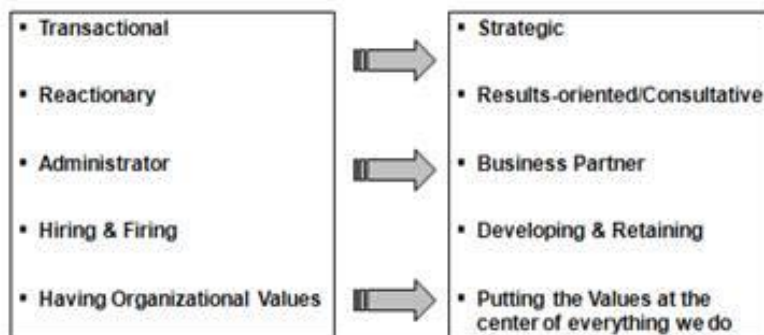 ▪ Transactional
▪ Reactionary
▪ Administrator
▪ Hiring & Firing
▪ Having Organizational Values
▪ Strategic
▪ Results-oriented/Consultative
▪ Business Partner
▪ Developing & Retaining
▪ Putting the Values at the
center of everything we do